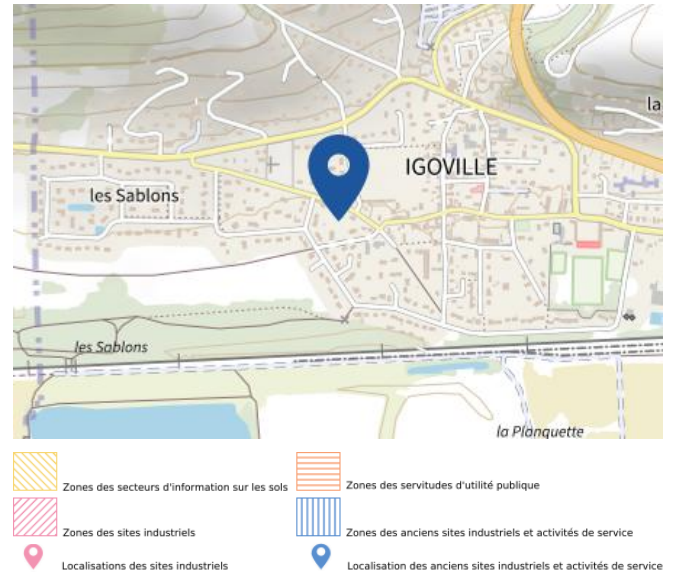 la
IGOVILLE
les Sablons
les Sablons
la Planquette
Zones des secteurs d'information sur les sols
Zones des servitudes d'utilité publique
Zones des sites industriels
Zones des anciens sites industriels et activités de service
Localisations des sites industriels
Localisation des anciens sites industriels et activités de service